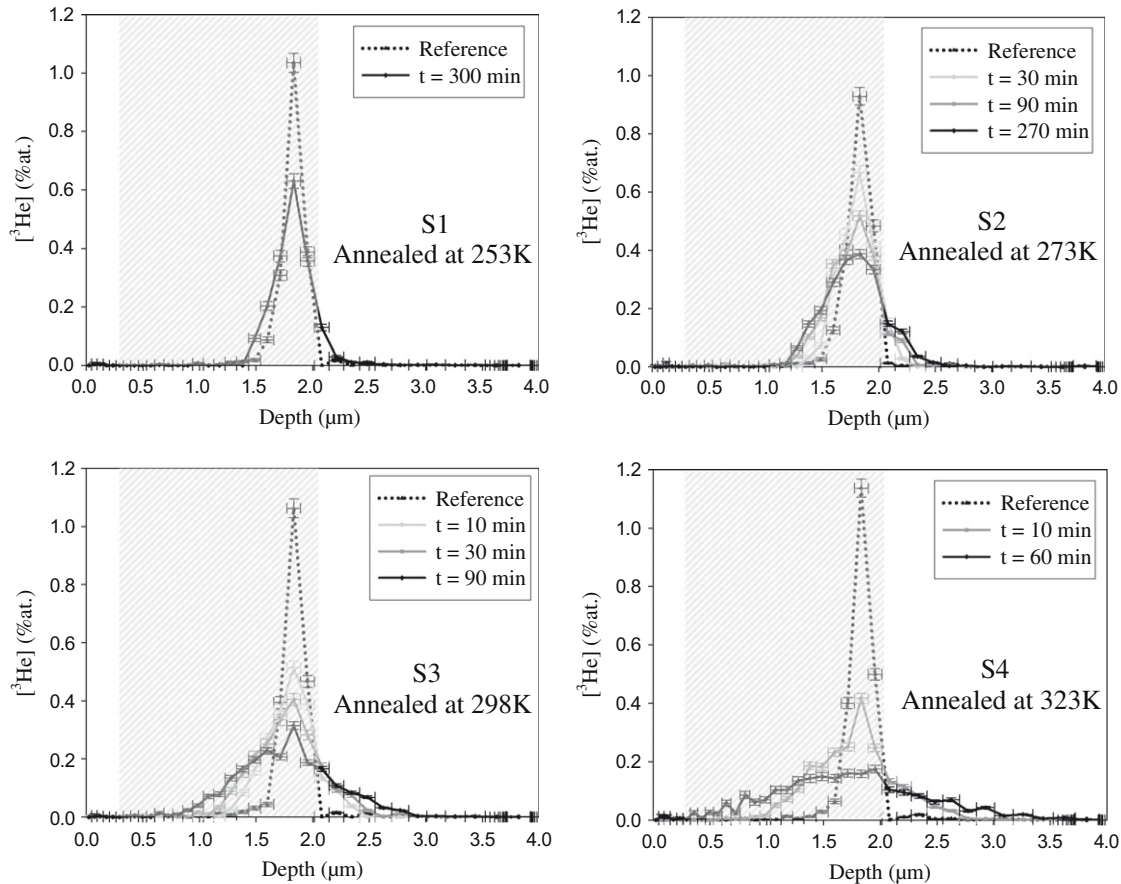 1.2
1.0
0.8
0.6
0.4
0.2
0.0
[³He] (%at.)
Reference
t = 300 min
S1
Annealed at 253K
0.0 0.5 1.0 1.5 2.0 2.5 3.0 3.5 4.0
Depth (µm)
1.2
1.0
0.8
0.6
0.4
0.2
0.0
[³He] (%at.)
Reference
t = 30 min
t = 90 min
t = 270 min
S2
Annealed at 273K
0.0 0.5 1.0 1.5 2.0 2.5 3.0 3.5 4.0
Depth (µm)
1.2
1.0
0.8
0.6
0.4
0.2
0.0
[³He] (%at.)
Reference
t = 10 min
t = 30 min
t = 90 min
S3
Annealed at 298K
0.0 0.5 1.0 1.5 2.0 2.5 3.0 3.5 4.0
Depth (µm)
1.2
1.0
0.8
0.6
0.4
0.2
0.0
[³He] (%at.)
Reference
t = 10 min
t = 60 min
S4
Annealed at 323K
0.0 0.5 1.0 1.5 2.0 2.5 3.0 3.5 4.0
Depth (µm)